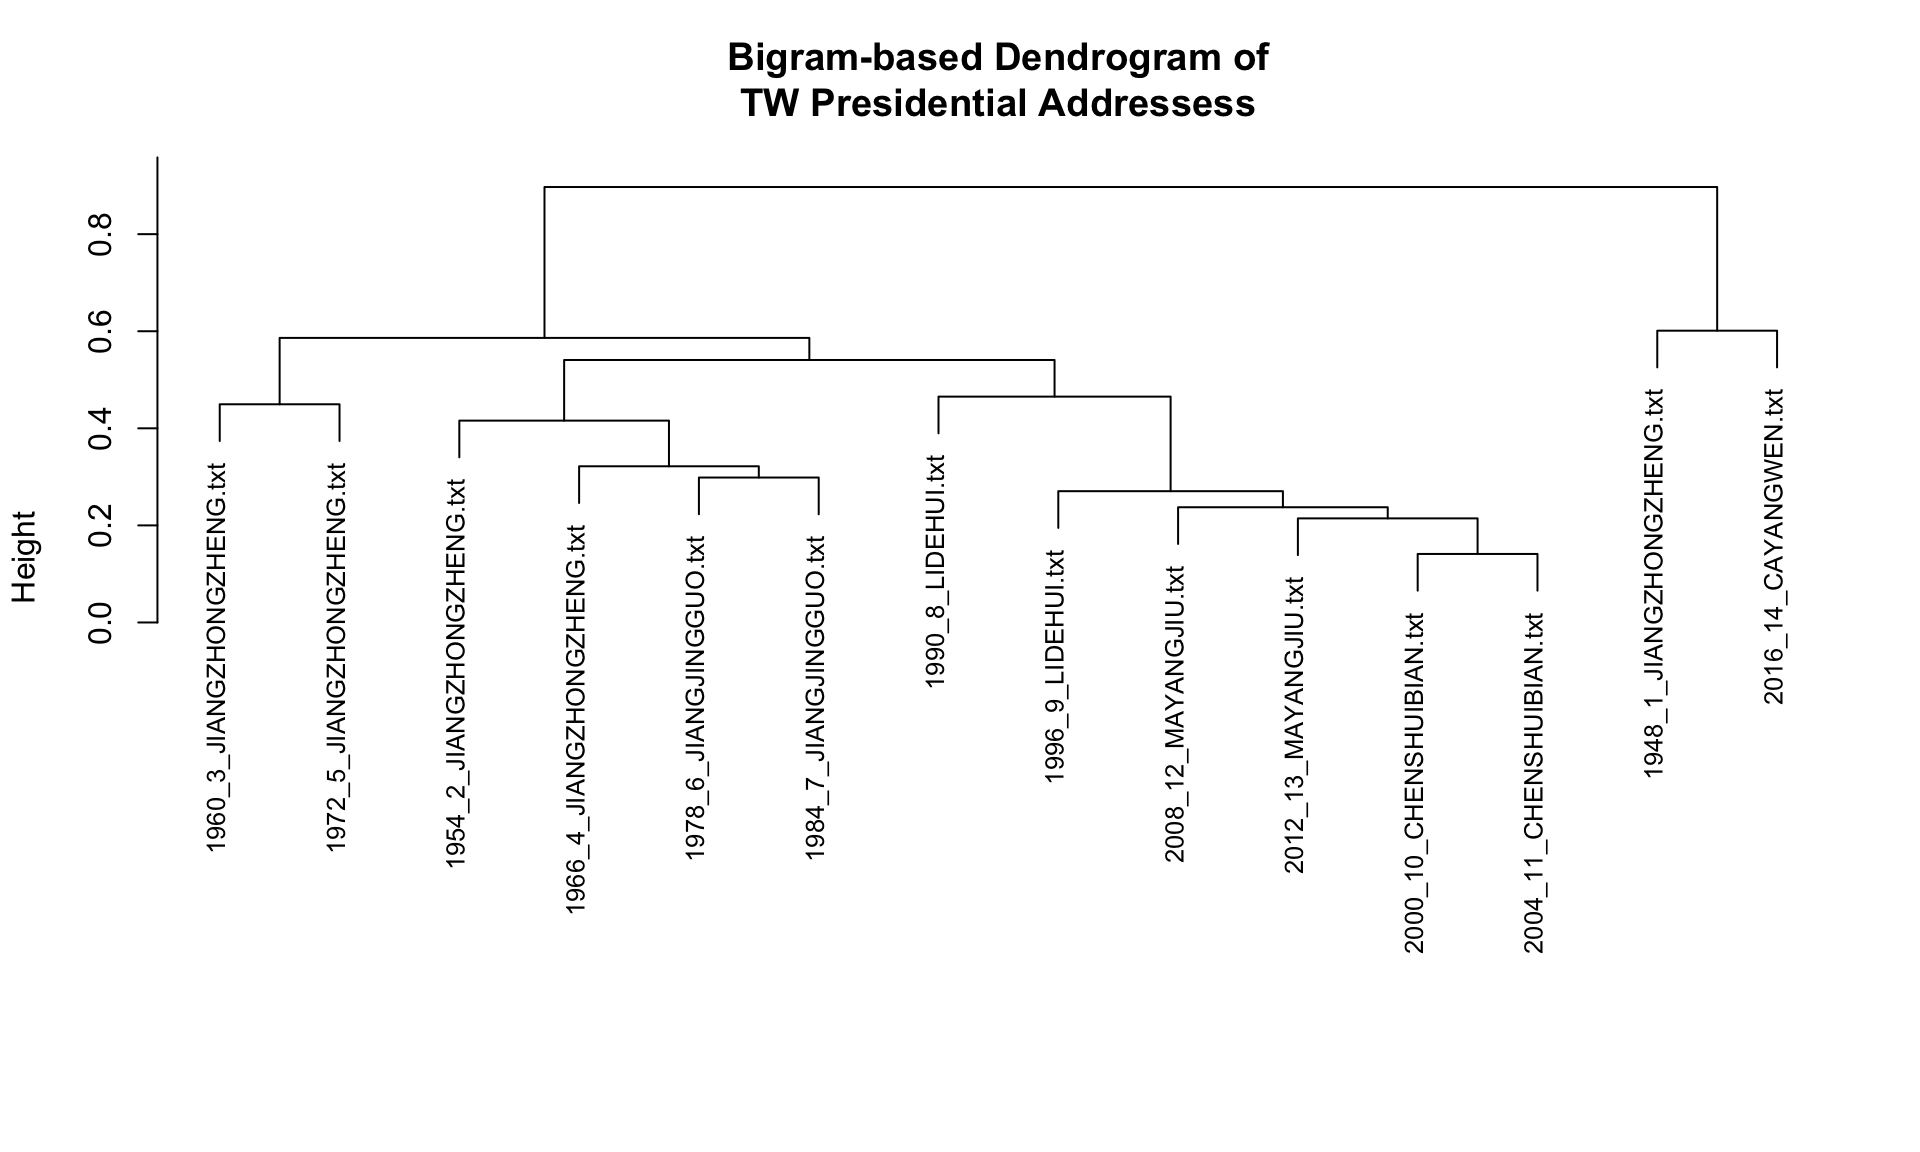 Bigram-based Dendrogram of
TW Presidential Addressess
Height
0.0
0.2
0.4
0.6
0.8
1960_3_JIANGZHONGZHENG.txt
1972_5_JIANGZHONGZHENG.txt
1954_2_JIANGZHONGZHENG.txt
1966_4_JIANGZHONGZHENG.txt
1978_6_JIANGJINGGUO.txt
1984_7_JIANGJINGGUO.txt
1990_8_LIDEHUI.txt
1996_9_LIDEHUI.txt
2008_12_MAYANGJIU.txt
2012_13_MAYANGJIU.txt
2000_10_CHENSHUIBIAN.txt
2004_11_CHENSHUIBIAN.txt
1948_1_JIANGZHONGZHENG.txt
2016_14_CAYANGWEN.txt